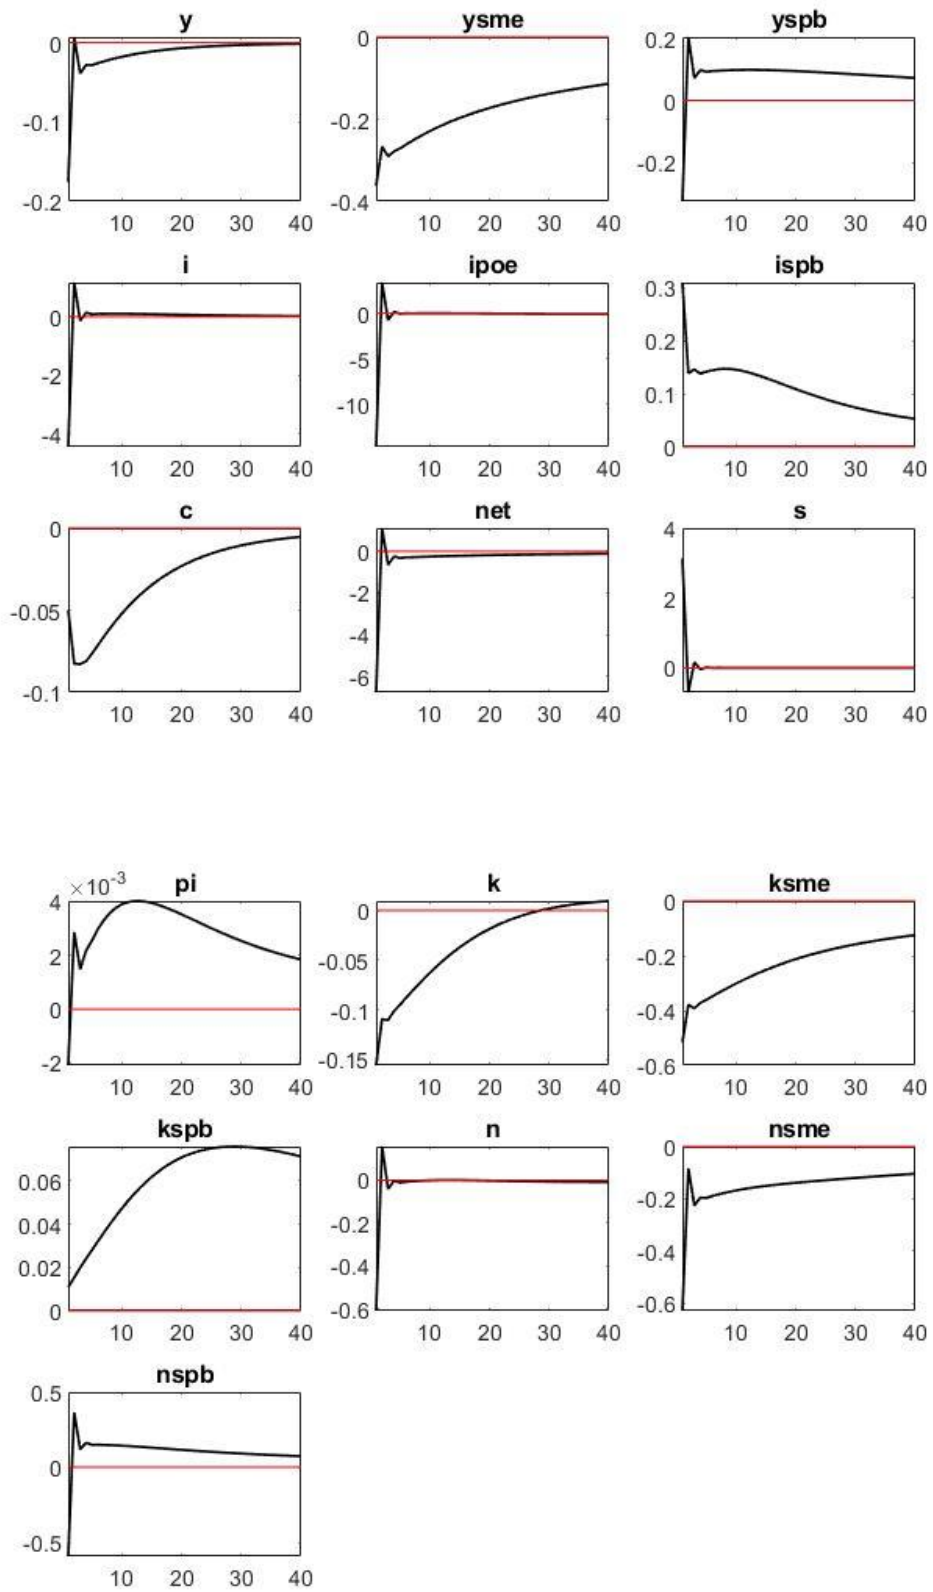 y ysme yspb
0 0 0.2
-0.1 -0.2 0
-0.2 -0.4 -0.2
10 20 30 40 10 20 30 40 10 20 30 40
i ipoe ispb
0 0 0.3
-2 -5 0.2
-4 -10 0.1
0
10 20 30 40 10 20 30 40 10 20 30 40
c net s
0 0 4
-0.05 -2 2
-0.1 -4 0
-6
10 20 30 40 10 20 30 40 10 20 30 40
×10-3 pi k ksme
4 0 0
2 -0.05 -0.2
0 -0.1 -0.4
-2 -0.15 -0.6
10 20 30 40 10 20 30 40 10 20 30 40
kspb n nsme
0.06 0 0
0.04 -0.2 -0.2
0.02 -0.4 -0.4
0 -0.6 -0.6
10 20 30 40 10 20 30 40 10 20 30 40
nspb
0.5
0
-0.5
10 20 30 40